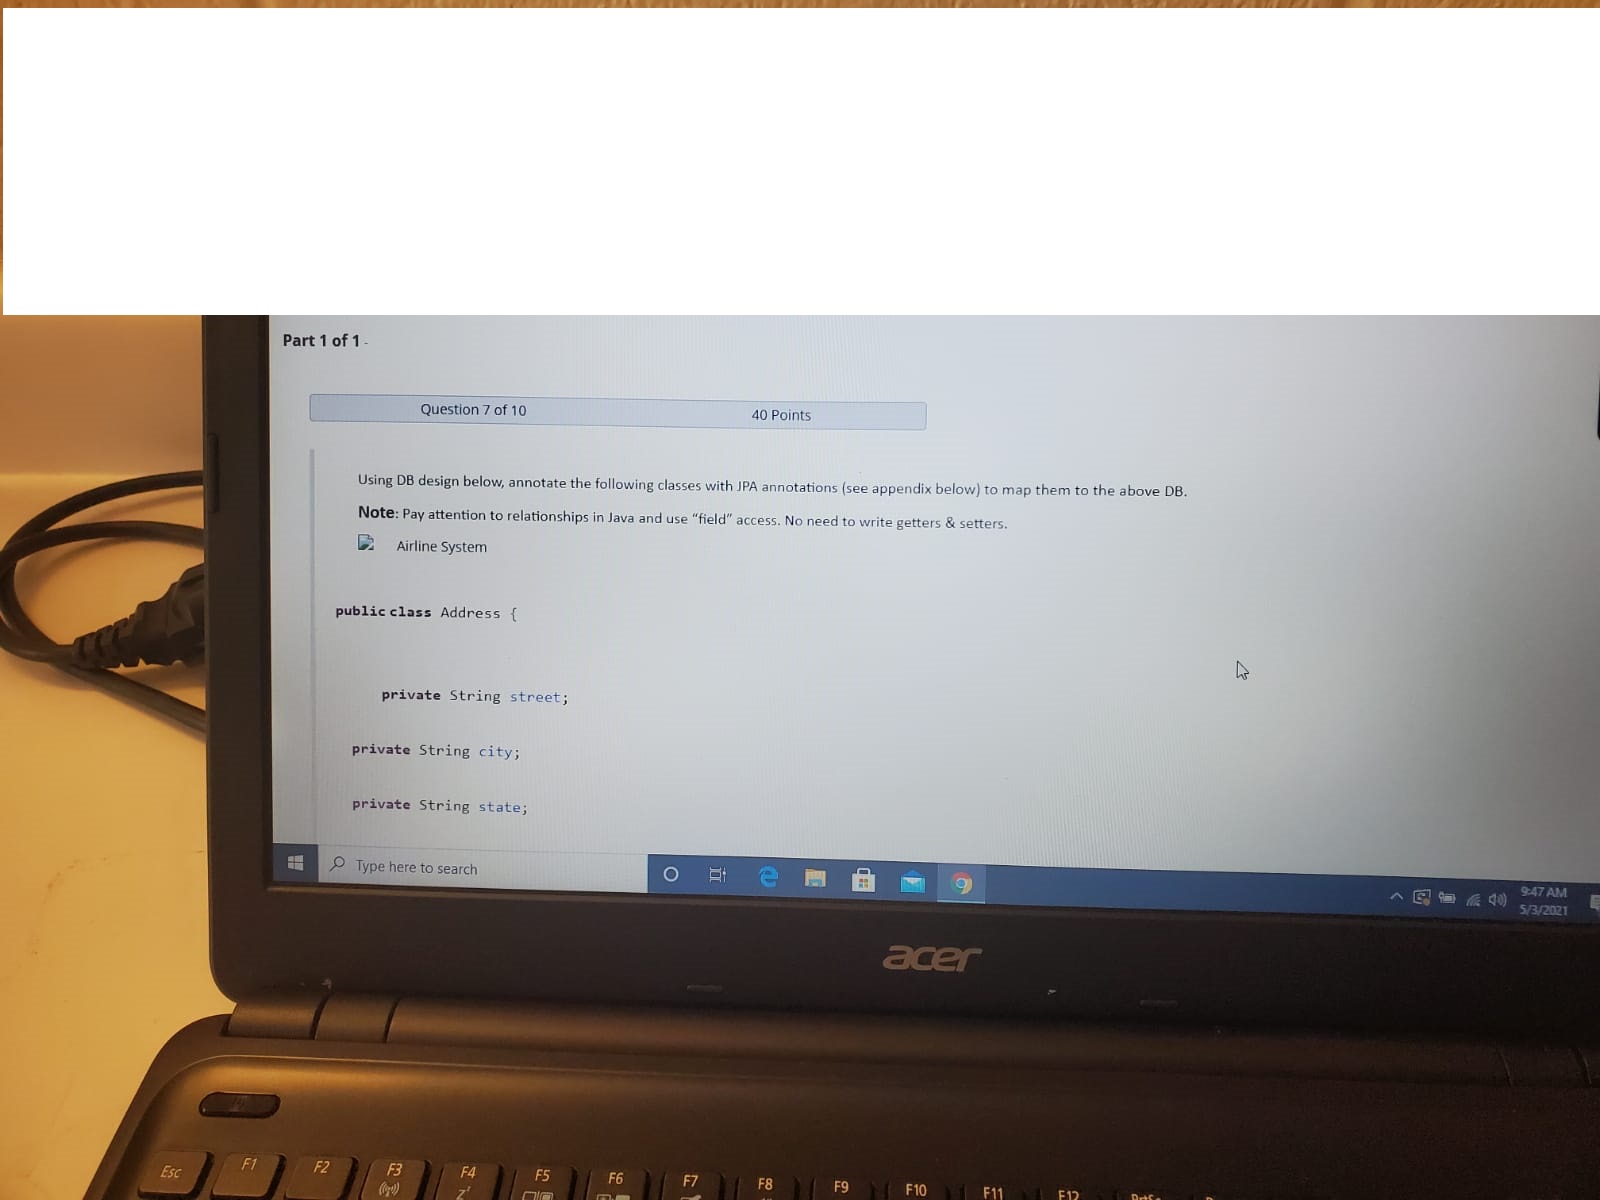 Part 1 of 1 -
Question 7 of 10
40 Points
Using DB design below, annotate the following classes with JPA annotations (see appendix below) to map them to the above DB.
Note: Pay attention to relationships in Java and use "field" access. No need to write getters & setters.
Airline System
public class Address {
private String street;
private String city;
private String state;
Type here to search
9:47 AM
5/3/2021
acer
Esc
F1
F2
F3
F4
F5
F6
F7
F8
F9
F10
F11
F12